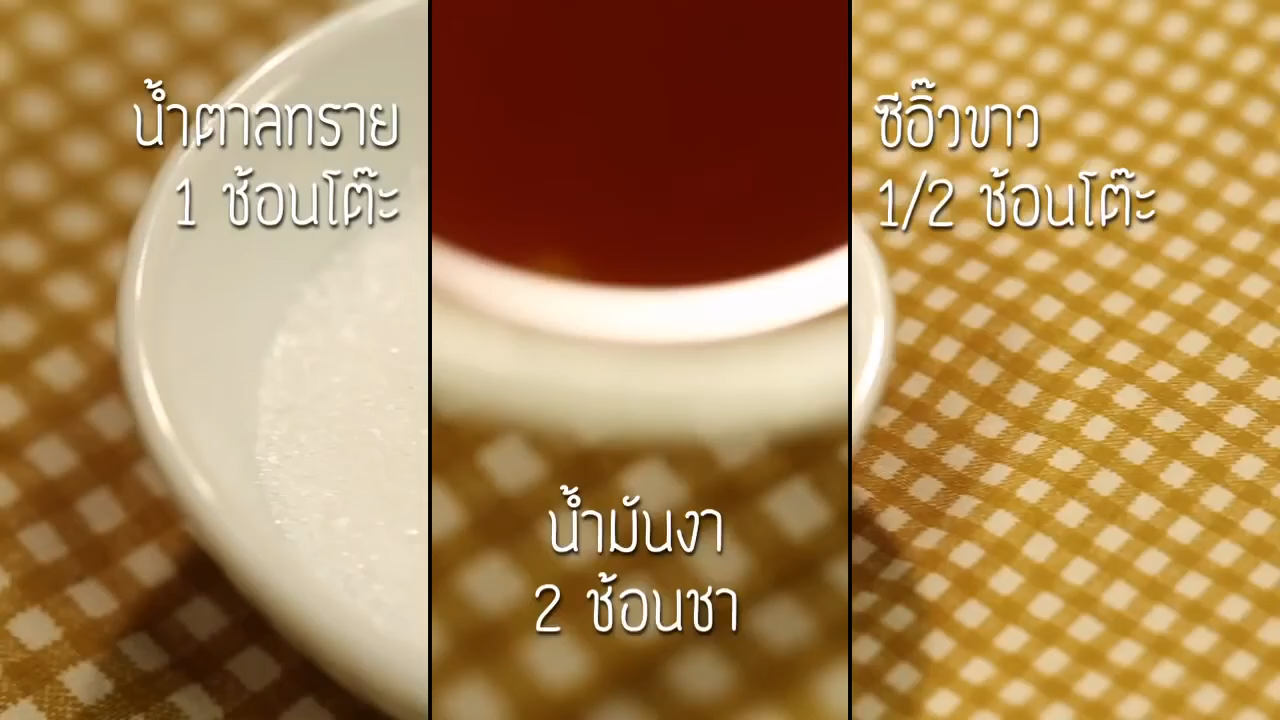 น้ำตาลทราย
1 ช้อนโต๊ะ
น้ำมันงา
2 ช้อนชา
ซีอิ๊วขาว
1/2 ช้อนโต๊ะ